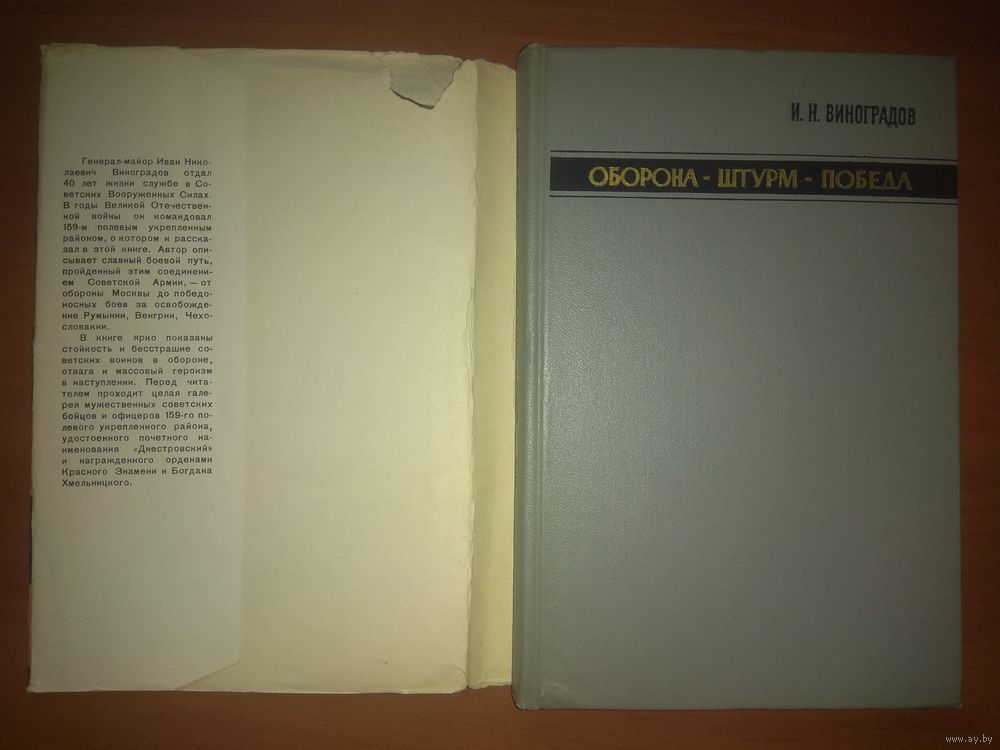 Генерал-майор Иван Нико-
лаевич Виноградов отдал
40 лет жизни службе в Со-
ветских Вооруженных Силах.
В годы Великой Отечествен-
ной войны он командовал
159-м полевым укрепленным
районом, о котором и расска-
зал в этой книге. Автор опи-
сывает славный боевой путь,
пройденный этим соединени-
ем Советской Армии, — от
обороны Москвы до победо-
носных боев за освобожде-
ние Румынии, Венгрии, Чехо-
словакии.
В книге ярко показаны
стойкость и бесстрашие со-
ветских воинов в обороне,
отвага и массовый героизм
в наступлении. Перед чита-
телем проходит целая гале-
рея мужественных советских
бойцов и офицеров 159-го по-
левого укрепленного района,
удостоенного почетного на-
именования «Днестровский»
и награжденного орденами
Красного Знамени и Богдана
Хмельницкого.
И. Н. ВИНОГРАДОВ
ОБОРОНА - ШТУРМ - ПОБЕДА
www.ay.by